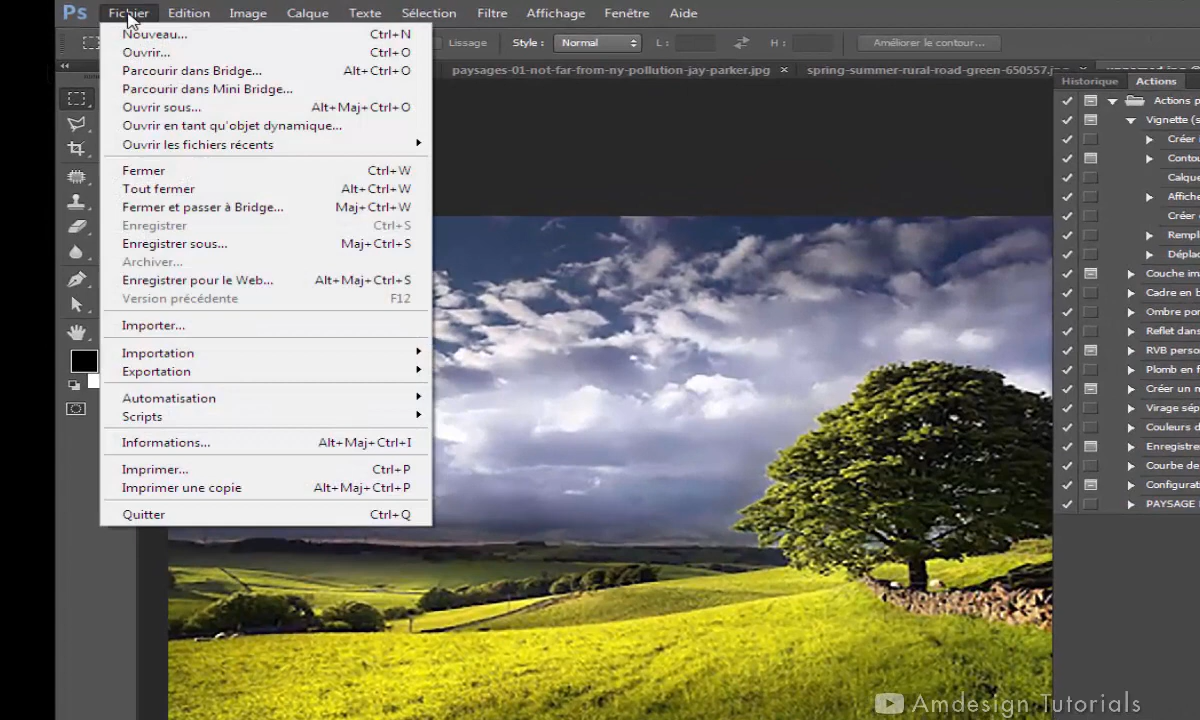 Ps Fichier Edition Image Calque Texte Sélection Filtre Affichage Fenêtre Aide
Lissage Style : Normal L : H : Améliorer le contour...
paysages-01-not-far-from-ny-pollution-jay-parker.jpg × spring-summer-rural-road-green-650557.
Nouveau... Ctrl+N
Ouvrir... Ctrl+O
Parcourir dans Bridge... Alt+Ctrl+O
Parcourir dans Mini Bridge...
Ouvrir sous... Alt+Maj+Ctrl+O
Ouvrir en tant qu'objet dynamique...
Ouvrir les fichiers récents
Fermer Ctrl+W
Tout fermer Alt+Ctrl+W
Fermer et passer à Bridge... Maj+Ctrl+W
Enregistrer Ctrl+S
Enregistrer sous... Maj+Ctrl+S
Archiver...
Enregistrer pour le Web... Alt+Maj+Ctrl+S
Version précédente F12
Importer...
Importation
Exportation
Automatisation
Scripts
Informations... Alt+Maj+Ctrl+I
Imprimer... Ctrl+P
Imprimer une copie Alt+Maj+Ctrl+P
Quitter Ctrl+Q
Historique Actions
Actions p
Vignette (s
Créer
Contou
Calque
Affiche
Créer
Rempl
Déplac
Couche im
Cadre en b
Ombre por
Reflet dans
RVB perso
Plomb en f
Créer un n
Virage sép
Couleurs d
Enregistrer
Courbe de
Configurat
PAYSAGE
Amdesign Tutorials